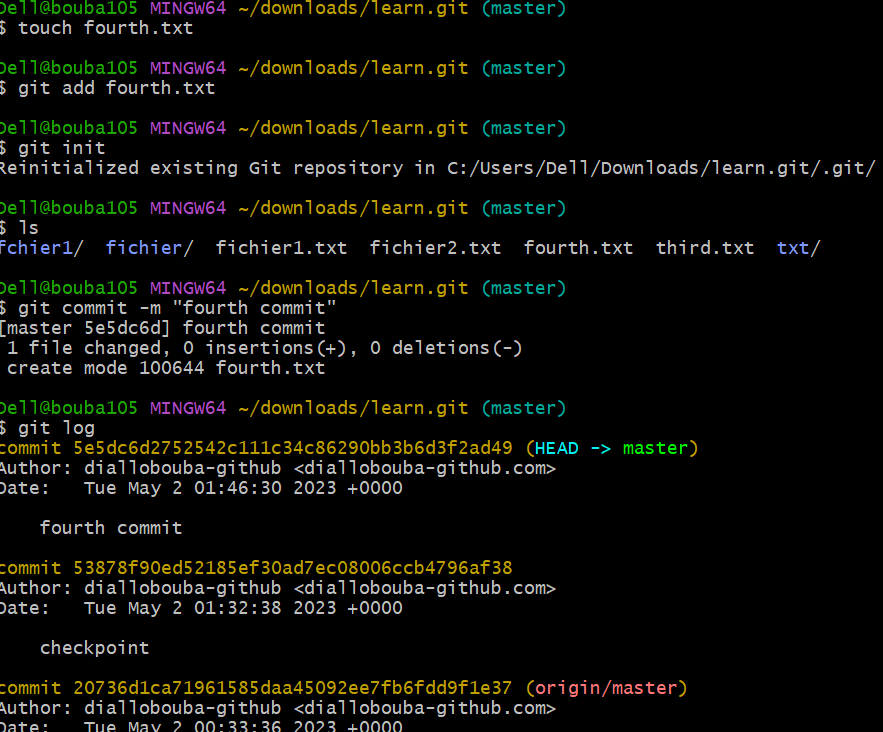 Dell@bouba105 MINGW64 ~/downloads/learn.git (master)
$ touch fourth.txt
Dell@bouba105 MINGW64 ~/downloads/learn.git (master)
$ git add fourth.txt
Dell@bouba105 MINGW64 ~/downloads/learn.git (master)
$ git init
Reinitialized existing Git repository in C:/Users/Dell/Downloads/learn.git/.git/
Dell@bouba105 MINGW64 ~/downloads/learn.git (master)
$ ls
fchier1/ fichier/ fichier1.txt fichier2.txt fourth.txt third.txt txt/
Dell@bouba105 MINGW64 ~/downloads/learn.git (master)
$ git commit -m "fourth commit"
[master 5e5dc6d] fourth commit
1 file changed, 0 insertions(+), 0 deletions(-)
create mode 100644 fourth.txt
Dell@bouba105 MINGW64 ~/downloads/learn.git (master)
$ git log
commit 5e5dc6d2752542c111c34c86290bb3b6d3f2ad49 (HEAD -> master)
Author: diallobouba-github <diallobouba-github.com>
Date: Tue May 2 01:46:30 2023 +0000
fourth commit
commit 53878f90ed52185ef30ad7ec08006ccb4796af38
Author: diallobouba-github <diallobouba-github.com>
Date: Tue May 2 01:32:38 2023 +0000
checkpoint
commit 20736d1ca71961585daa45092ee7fb6fdd9f1e37 (origin/master)
Author: diallobouba-github <diallobouba-github.com>
Date: Tue May 2 00:33:36 2023 +0000